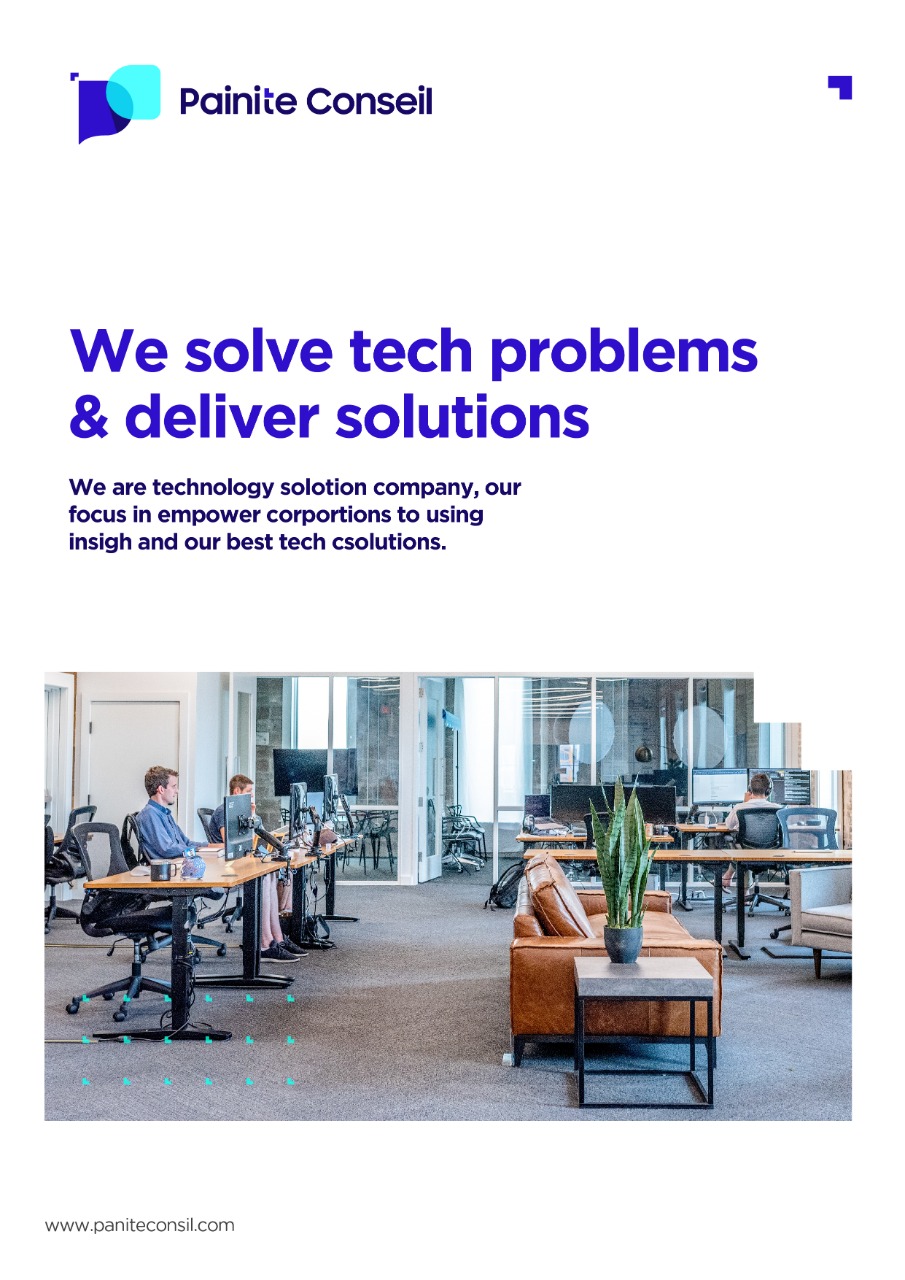 Painite Conseil
We solve tech problems
& deliver solutions
We are technology solotion company, our
focus in empower corportions to using
insigh and our best tech csolutions.
www.paniteconsil.com